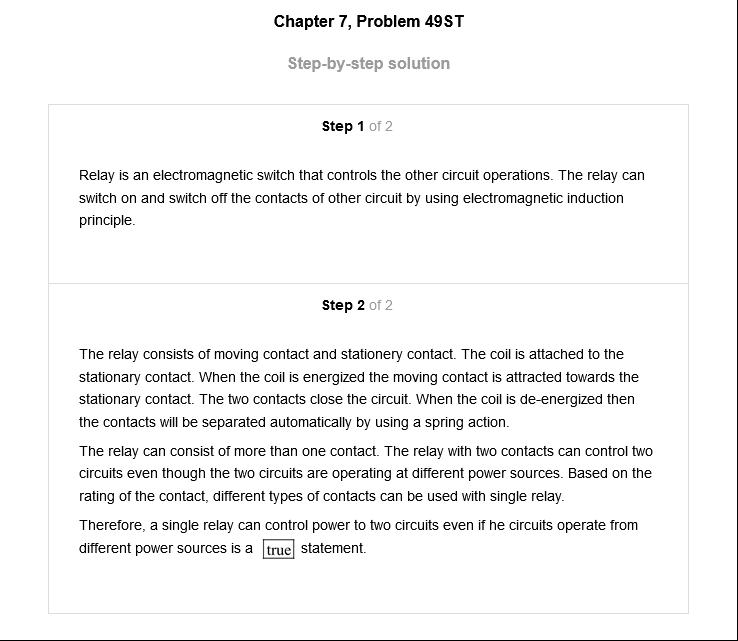 Chapter 7, Problem 49ST
Step-by-step solution
Step 1 of 2
Relay is an electromagnetic switch that controls the other circuit operations. The relay can
switch on and switch off the contacts of other circuit by using electromagnetic induction
principle.
Step 2 of 2
The relay consists of moving contact and stationery contact. The coil is attached to the
stationary contact. When the coil is energized the moving contact is attracted towards the
stationary contact. The two contacts close the circuit. When the coil is de-energized then
the contacts will be separated automatically by using a spring action.
The relay can consist of more than one contact. The relay with two contacts can control two
circuits even though the two circuits are operating at different power sources. Based on the
rating of the contact, different types of contacts can be used with single relay.
Therefore, a single relay can control power to two circuits even if he circuits operate from
different power sources is a true statement.